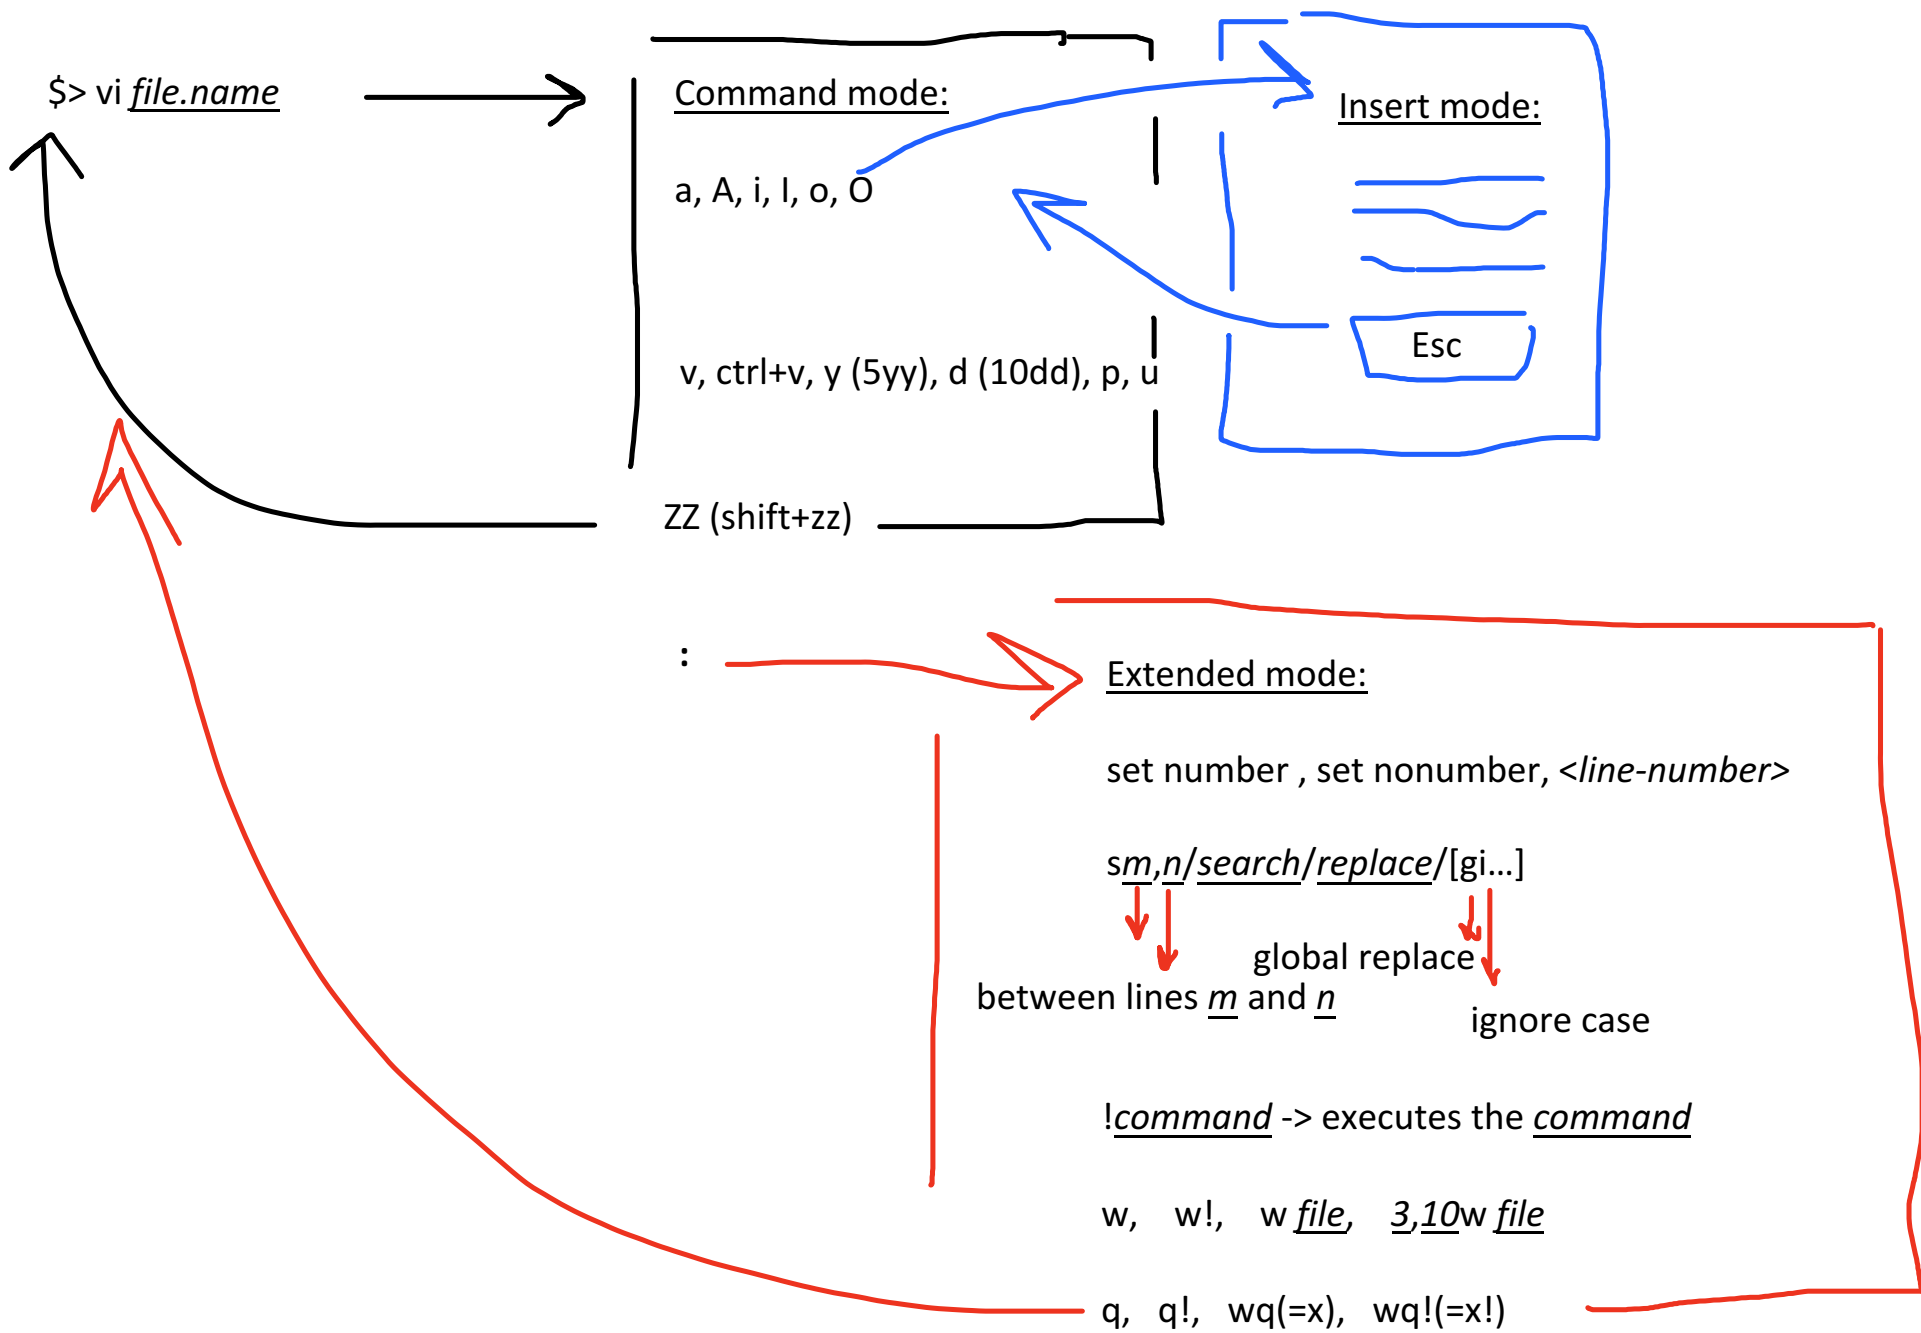 $> vi file.name
Command mode:
a, A, i, I, o, O
v, ctrl+v, y (5yy), d (10dd), p, u
ZZ (shift+zz)
:
Insert mode:
Esc
Extended mode:
set number , set nonumber, <line-number>
sm,n/search/replace/[gi...]
global replace
between lines m and n
ignore case
!command -> executes the command
w, w!, w file, 3,10w file
q, q!, wq(=x), wq!(=x!)